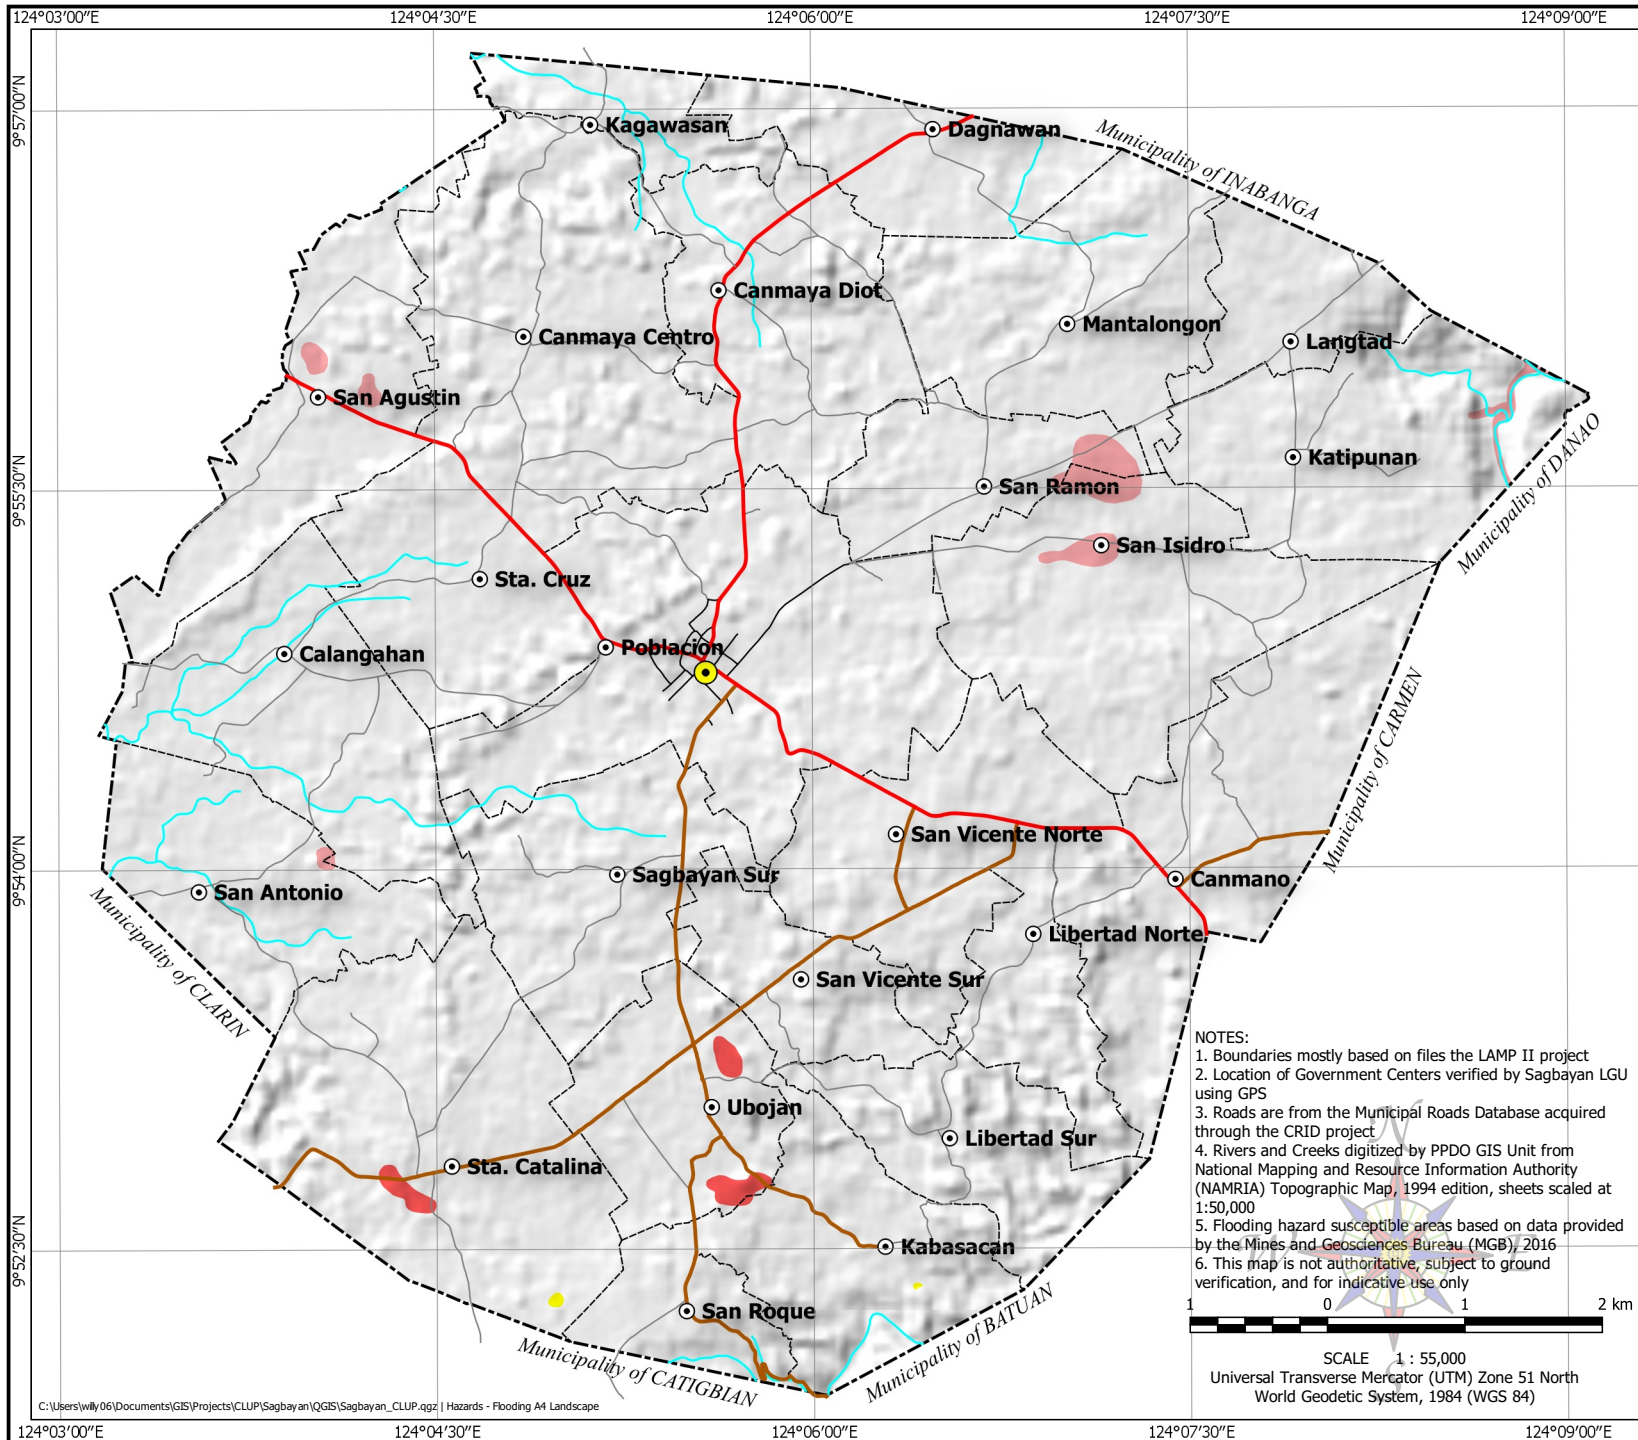 124°03′00″E
124°04′30″E
124°06′00″E
124°07′30″E
124°09′00″E
9°57′00″N
Kagawasan
Dagnawan
Municipality of INABANGA
Canmaya Diot
Canmaya Centro
Mantalongon
Langtad
San Agustin
Municipality of DANAO
Katipunan
9°55′30″N
San Ramon
San Isidro
Sta. Cruz
Poblacion
Calangahan
Municipality of CARMEN
San Vicente Norte
9°54′00″N
Sagbayan Sur
Canmano
San Antonio
Libertad Norte
Municipality of CLARIN
San Vicente Sur
Ubojan
Libertad Sur
Sta. Catalina
9°52′30″N
Kabasacan
San Roque
Municipality of BATUAN
Municipality of CATIGBIAN
NOTES:
1. Boundaries mostly based on files the LAMP II project
2. Location of Government Centers verified by Sagbayan LGU
using GPS
3. Roads are from the Municipal Roads Database acquired
through the CRID project
4. Rivers and Creeks digitized by PPDO GIS Unit from
National Mapping and Resource Information Authority
(NAMRIA) Topographic Map, 1994 edition, sheets scaled at
1:50,000
5. Flooding hazard susceptible areas based on data provided
by the Mines and Geosciences Bureau (MGB), 2016
6. This map is not authoritative, subject to ground
verification, and for indicative use only
N
W
E
S
1 0 1 2 km
SCALE 1 : 55,000
Universal Transverse Mercator (UTM) Zone 51 North
World Geodetic System, 1984 (WGS 84)
C:\Users\willy06\Documents\GIS\Projects\CLUP\Sagbayan\QGIS\Sagbayan_CLUP.qgz | Hazards - Flooding A4 Landscape
124°03′00″E
124°04′30″E
124°06′00″E
124°07′30″E
124°09′00″E